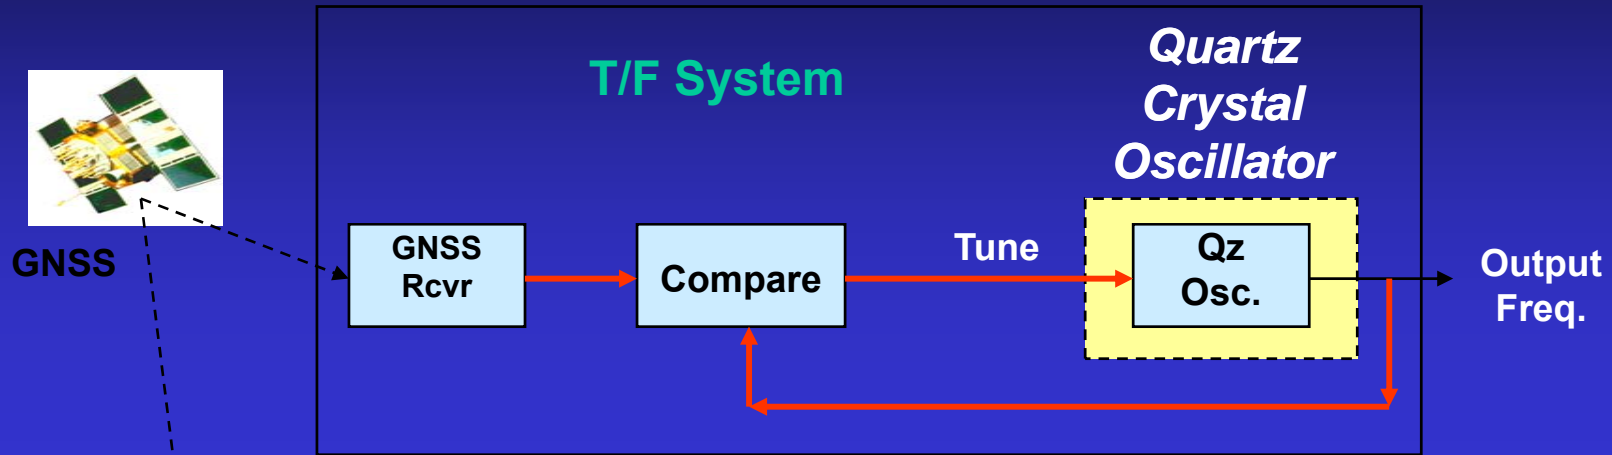 T/F System
Quartz
Crystal
Oscillator
GNSS
GNSS
Rcvr
Compare
Tune
Qz
Osc.
Output
Freq.